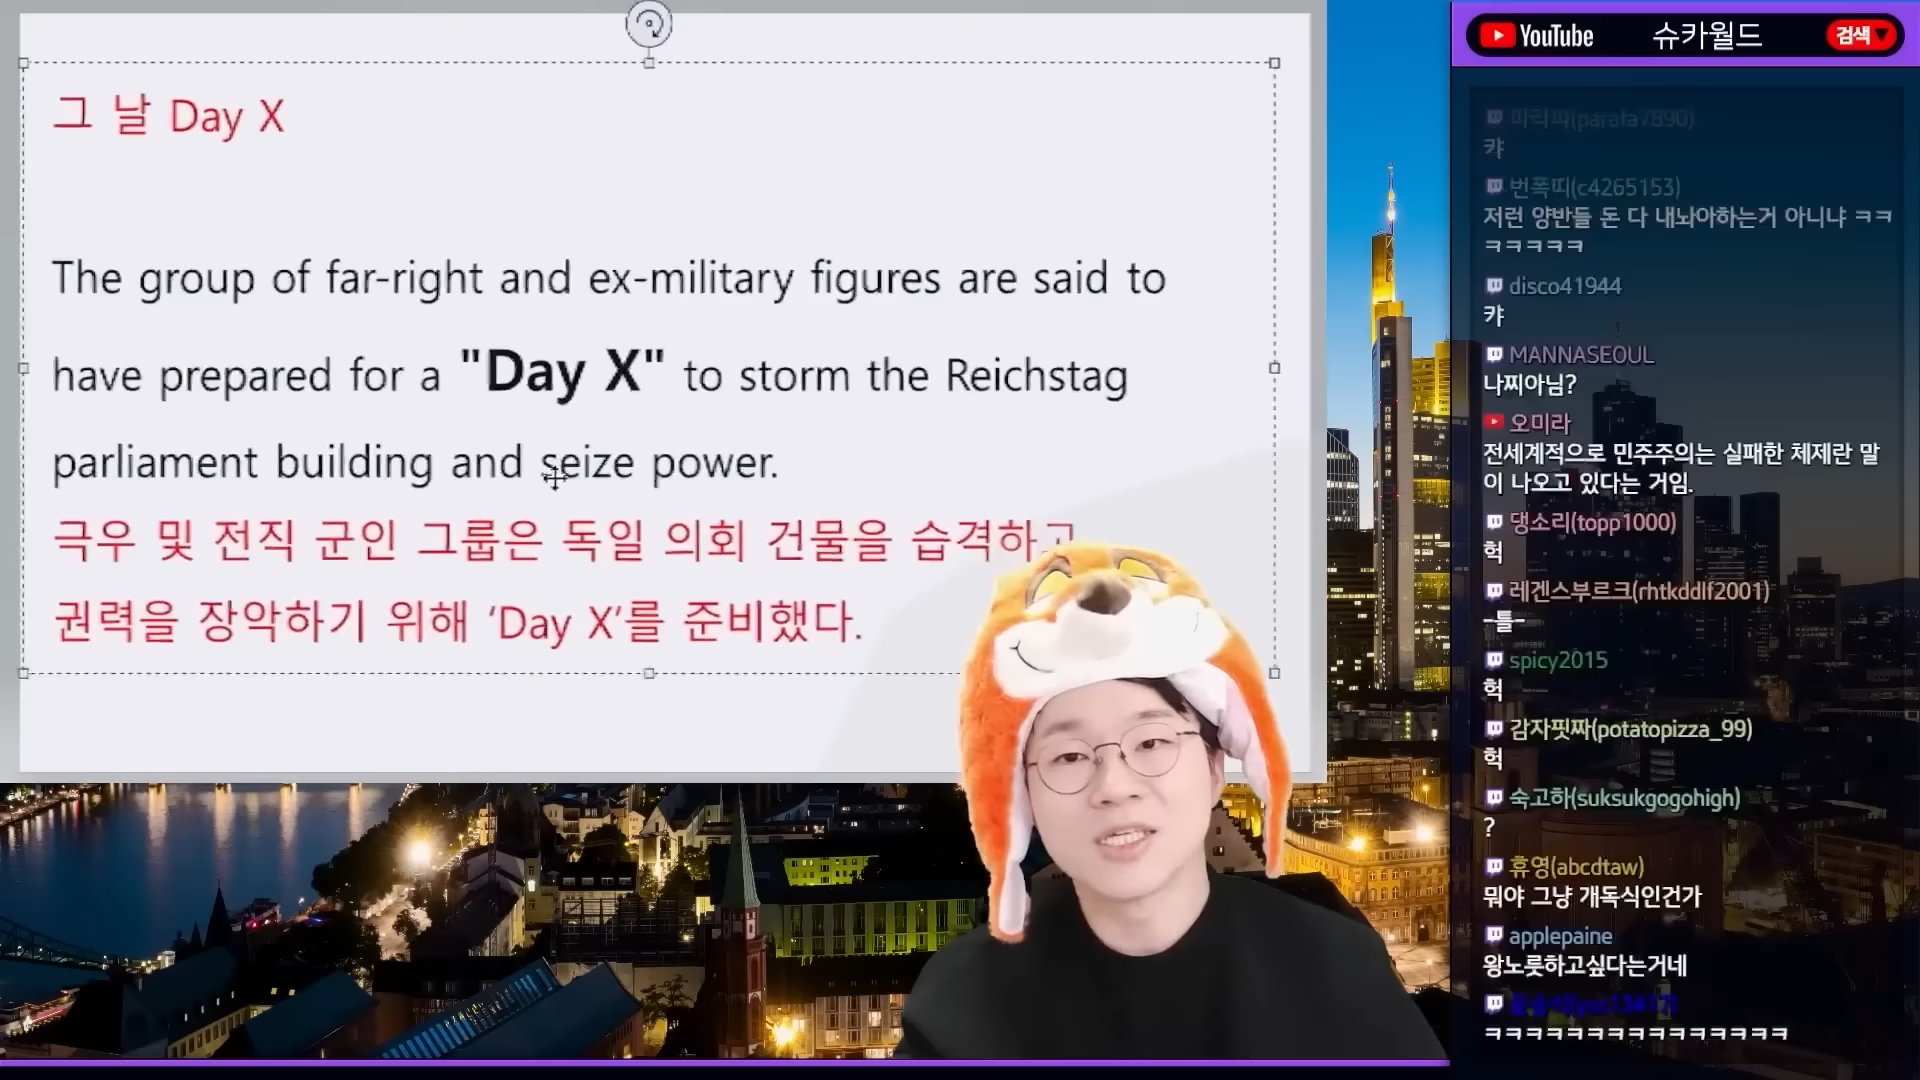 그 날 Day X
The group of far-right and ex-military figures are said to
have prepared for a "Day X" to storm the Reichstag
parliament building and seize power.
극우 및 전직 군인 그룹은 독일 의회 건물을 습격하고
권력을 장악하기 위해 ‘Day X’를 준비했다.
YouTube 슈카월드 검색
파라파(parafa7890)
캬
번폭띠(c4265153)
저런 양반들 돈 다 내놔아하는거 아니냐 ㅋㅋ
ㅋㅋㅋㅋㅋ
disco41944
캬
MANNASEOUL
나찌아님?
오미라
전세계적으로 민주주의는 실패한 체제란 말
이 나오고 있다는 거임.
댕소리(topp1000)
헉
레겐스부르크(rhtkddlf2001)
-틀-
spicy2015
헉
감자핏짜(potatopizza_99)
헉
숙고하(suksukgogohigh)
?
휴영(abcdtaw)
뭐야 그냥 개독식인건가
applepaine
왕노릇하고싶다는거네
ㅋㅋㅋㅋㅋㅋㅋㅋㅋㅋㅋㅋㅋㅋㅋ